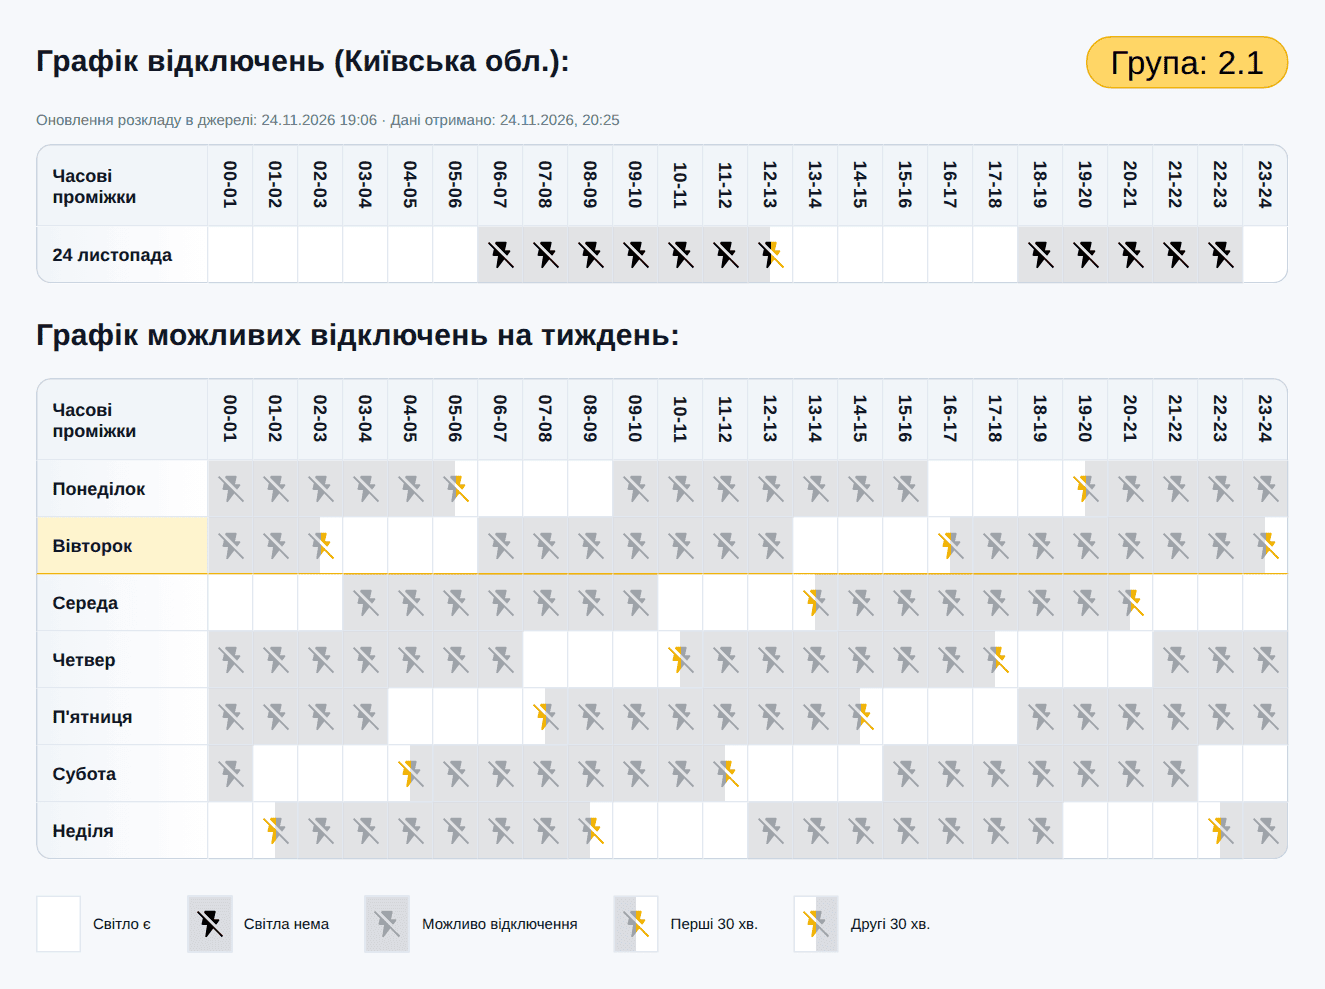 Графік відключень (Київська обл.):
Група: 2.1
Оновлення розкладу в джерелі: 24.11.2026 19:06 · Дані отримано: 24.11.2026, 20:25
Часові
проміжки
00-01
01-02
02-03
03-04
04-05
05-06
06-07
07-08
08-09
09-10
10-11
11-12
12-13
13-14
14-15
15-16
16-17
17-18
18-19
19-20
20-21
21-22
22-23
23-24
24 листопада
Графік можливих відключень на тиждень:
Часові
проміжки
00-01
01-02
02-03
03-04
04-05
05-06
06-07
07-08
08-09
09-10
10-11
11-12
12-13
13-14
14-15
15-16
16-17
17-18
18-19
19-20
20-21
21-22
22-23
23-24
Понеділок
Вівторок
Середа
Четвер
П'ятниця
Субота
Неділя
Світло є
Світла нема
Можливо відключення
Перші 30 хв.
Другі 30 хв.